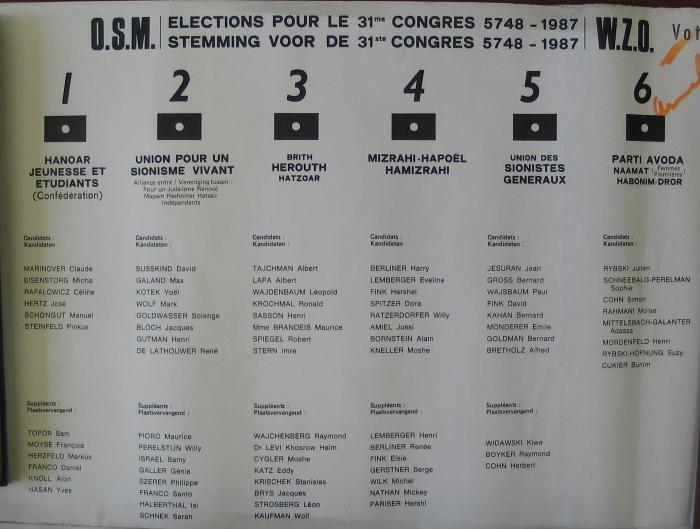 O.S.M. ELECTIONS POUR LE 31me CONGRES 5748 - 1987 W.Z.O.
STEMMING VOOR DE 31ste CONGRES 5748 - 1987
1
HANOAR
JEUNESSE ET
ETUDIANTS
(Confédération)
Candidats :
Kandidaten :
MARINOVER Claude
EISENSTORG Micha
RAFALOWICZ Céline
HERTZ José
SCHONGUT Manuel
STEINFELD Pinkus
Suppléants :
Plaatsvervangend :
TOPOR Sam
MOYSE François
HERZFELD Markus
FRANCO Daniel
KNOLL Alon
NASAN Yves
2
UNION POUR UN
SIONISME VIVANT
Alliance entre / Vereniging tussen :
Pour un Judaïsme Rénové
Mapam Hashomer Hatsair
Indépendants
Candidats :
Kandidaten :
SUSSKIND David
GALAND Max
KOTEK Yoël
WOLF Mark
GOLDWASSER Solange
BLOCH Jacques
GUTMAN Henri
DE LATHOUWER René
Suppléants :
Plaatsvervangend :
PIORO Maurice
PERELSTIJN Willy
ISRAEL Samy
GALLER Génia
SZERER Philippe
FRANCO Santo
HALBERTHAL Isi
SCHNEK Sarah
3
BRITH
HEROUTH
HATZOAR
Candidats :
Kandidaten :
TAJCHMAN Albert
LAPA Albert
WAJDENBAUM Léopold
KROCHMAL Ronald
SASSON Henri
Mme BRANDEIS Maurice
SPIEGEL Robert
STERN Imre
Suppléants :
Plaatsvervangend :
WAJCHENBERG Raymond
Dr LEVI Khosrow Haim
CYGLER Moshe
KATZ Eddy
KRISCHEK Stanislas
BRYS Jacques
STROSBERG Léon
KAUFMAN Wolf
4
MIZRAHI-HAPOËL
HAMIZRAHI
Candidats :
Kandidaten :
BERLINER Harry
LEMBERGER Eveline
FINK Hershel
SPITZER Dora
RATZERDORFER Willy
AMIEL Jossi
BORNSTEIN Alain
KNELLER Moshe
Suppléants :
Plaatsvervangend :
LEMBERGER Henri
BERLINER Renée
FINK Elsie
GERSTNER Serge
WILK Michel
NATHAN Mickey
PARISER Hershl
5
UNION DES
SIONISTES
GENERAUX
Candidats :
Kandidaten :
JESURAN Jean
GROSS Bernard
WAJSBAUM Paul
FINK David
KAHAN Bernard
MONDERER Emile
GOLDMAN Bernard
BRETHOLZ Alfred
Suppléants :
Plaatsvervangend :
WIDAWSKI Kiwe
BOYKER Raymond
COHN Herbert
6
PARTI AVODA
NAAMAT (Femmes pionnières)
HABONIM-DROR
Candidats :
Kandidaten :
RYBSKI Julien
SCHNEEBALG-PERELMAN
Sophie
COHN Simon
RAHMANI Moïse
MITTELSBACH-GALANTER
Adassa
MORDENFELD Henri
RYBSKI-HOFNUNG Suzy
CUKIER Bunim